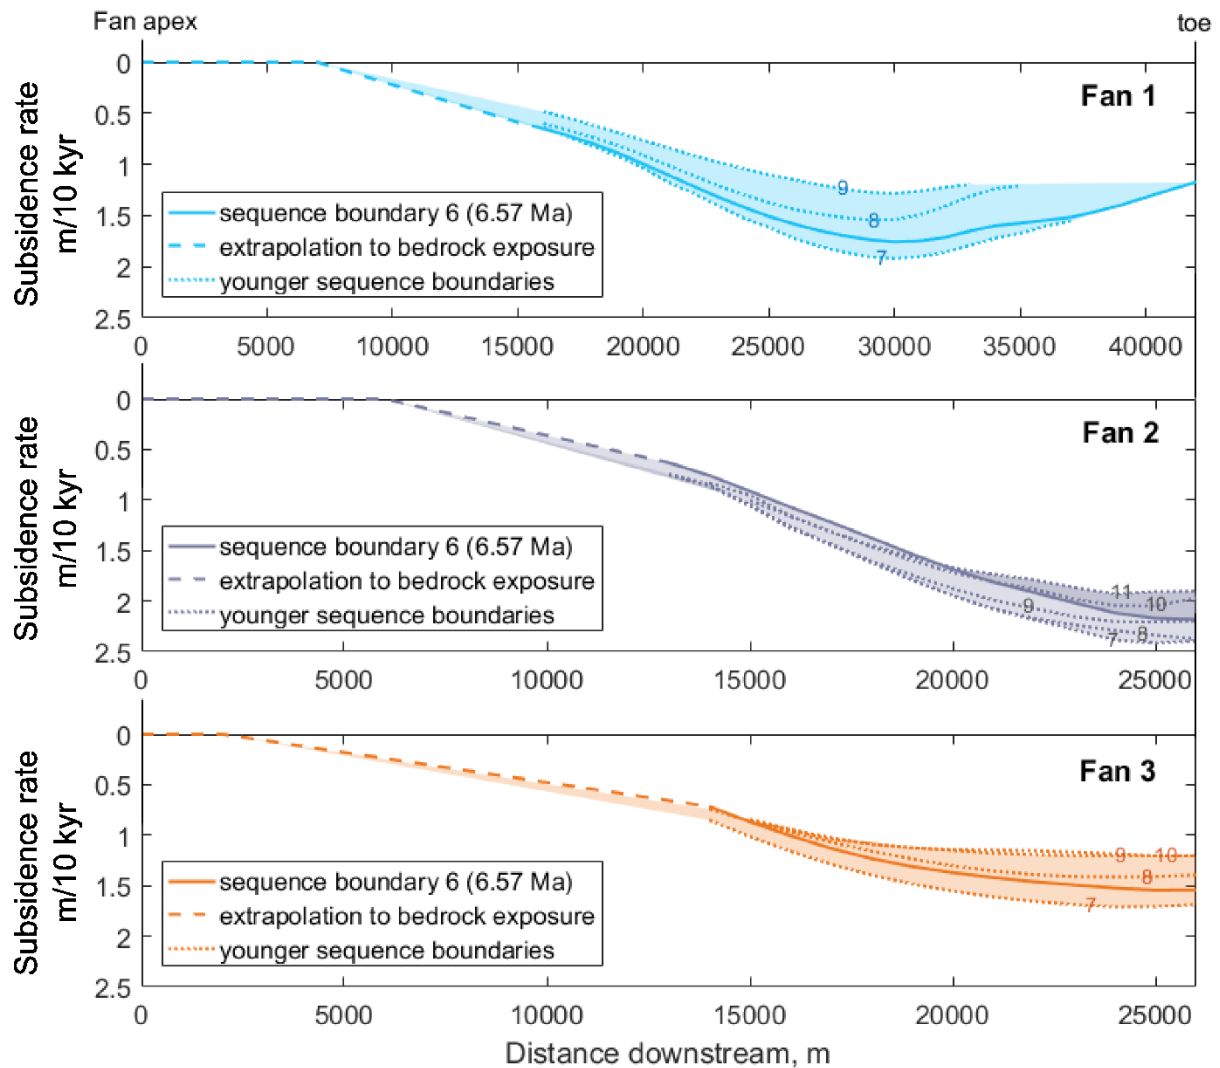 Fan apex
toe
Subsidence rate
m/10 kyr
0
0.5
1
1.5
2
2.5
Fan 1
9
8
7
sequence boundary 6 (6.57 Ma)
extrapolation to bedrock exposure
younger sequence boundaries
0 5000 10000 15000 20000 25000 30000 35000 40000
Subsidence rate
m/10 kyr
0
0.5
1
1.5
2
2.5
Fan 2
11
10
9
8
7
sequence boundary 6 (6.57 Ma)
extrapolation to bedrock exposure
younger sequence boundaries
0 5000 10000 15000 20000 25000
Subsidence rate
m/10 kyr
0
0.5
1
1.5
2
2.5
Fan 3
9 10
8
7
sequence boundary 6 (6.57 Ma)
extrapolation to bedrock exposure
younger sequence boundaries
0 5000 10000 15000 20000 25000
Distance downstream, m